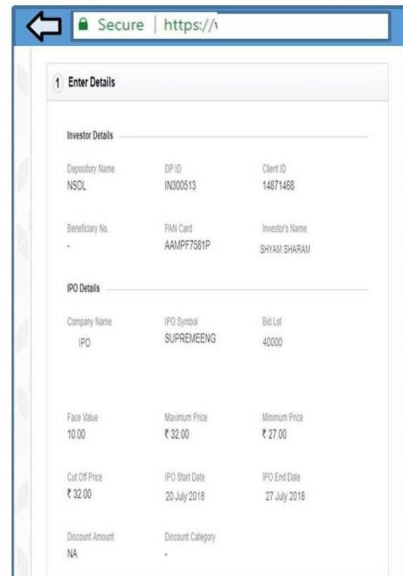 Secure | https://
1 Enter Details
Investor Details
Depository Name DP ID Client ID
NSDL IN300513 14871468
Beneficiary No PAN Card Investor's Name
- AAMPF7581P SHYAM SHARAM
IPO Details
Company Name IPO Symbol Bid Lot
IPO SUPREMEENG 40000
Face Value Maximum Price Minimum Price
10.00 ₹ 32.00 ₹ 27.00
Cut Off Price IPO Start Date IPO End Date
₹ 32.00 20 July 2018 27 July 2018
Discount Amount Discount Category
NA -